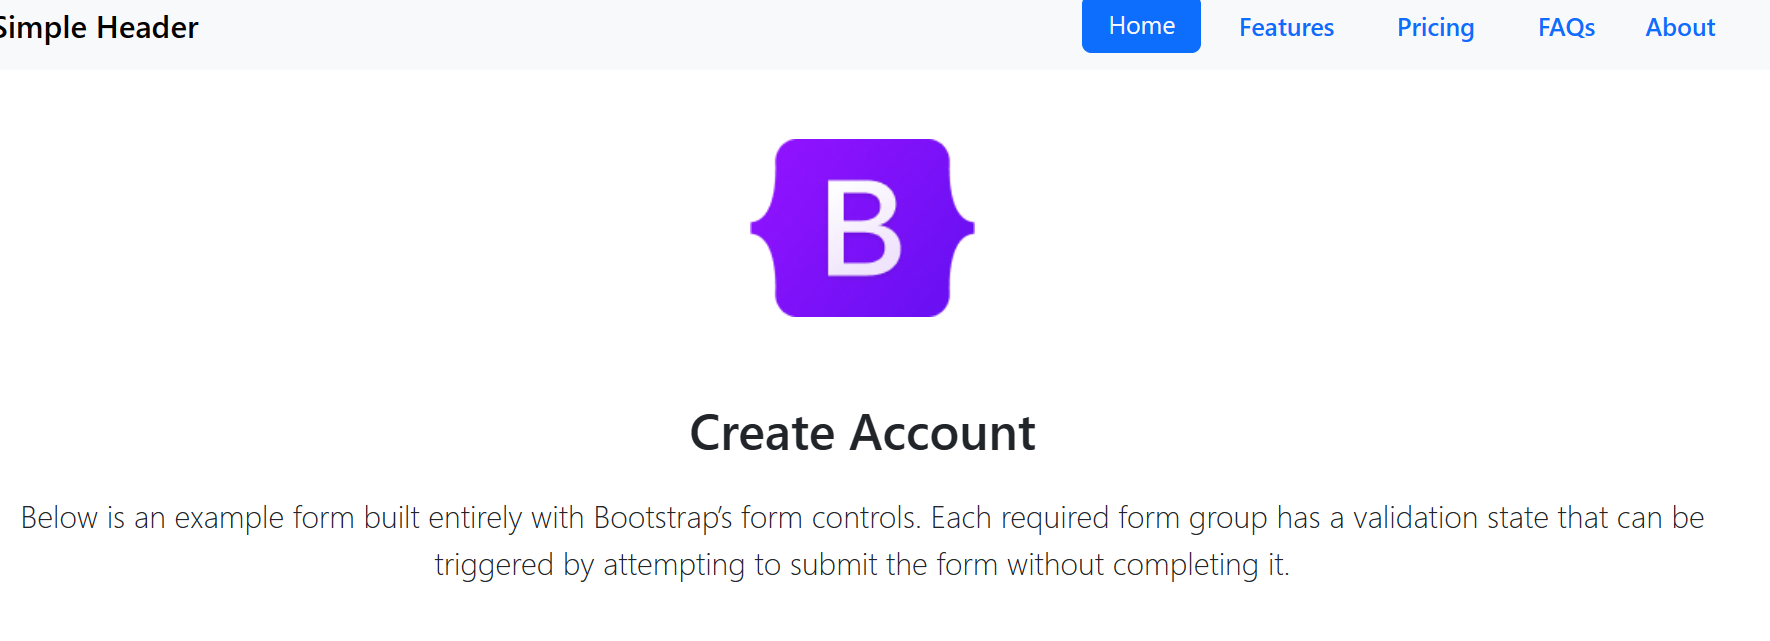 Simple Header
Home Features Pricing FAQs About
B
Create Account
Below is an example form built entirely with Bootstrap’s form controls. Each required form group has a validation state that can be
triggered by attempting to submit the form without completing it.